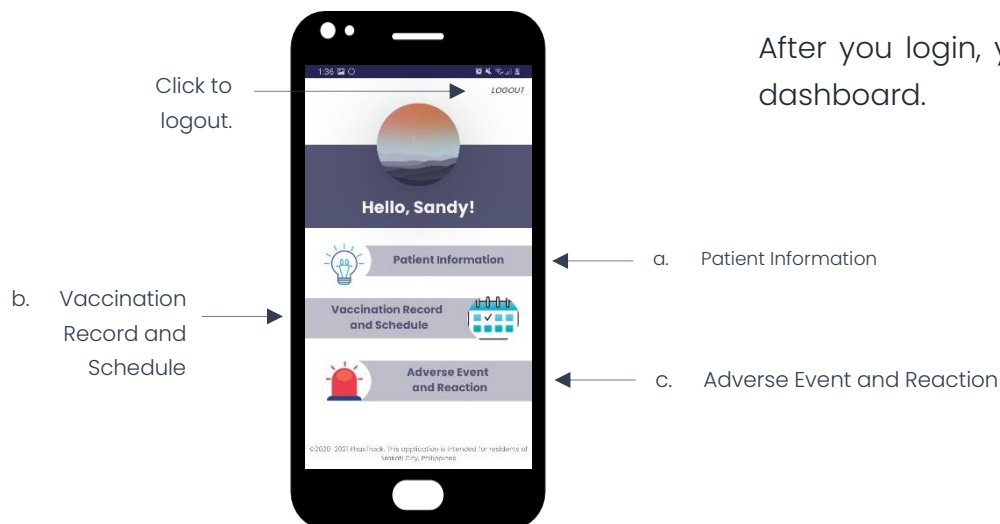 After you login, y
dashboard.
Click to
logout.
1:36
LOGOUT
Hello, Sandy!
Patient Information
a. Patient Information
b. Vaccination
Record and
Schedule
Vaccination Record
and Schedule
Adverse Event
and Reaction
c. Adverse Event and Reaction
©2020-2021 PhasTrack. This application is intended for residents of
Makati City, Philippines.